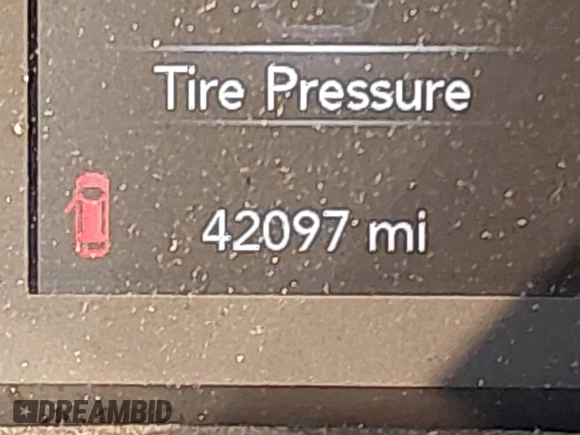 Tire Pressure
42097 mi
DREAMBID